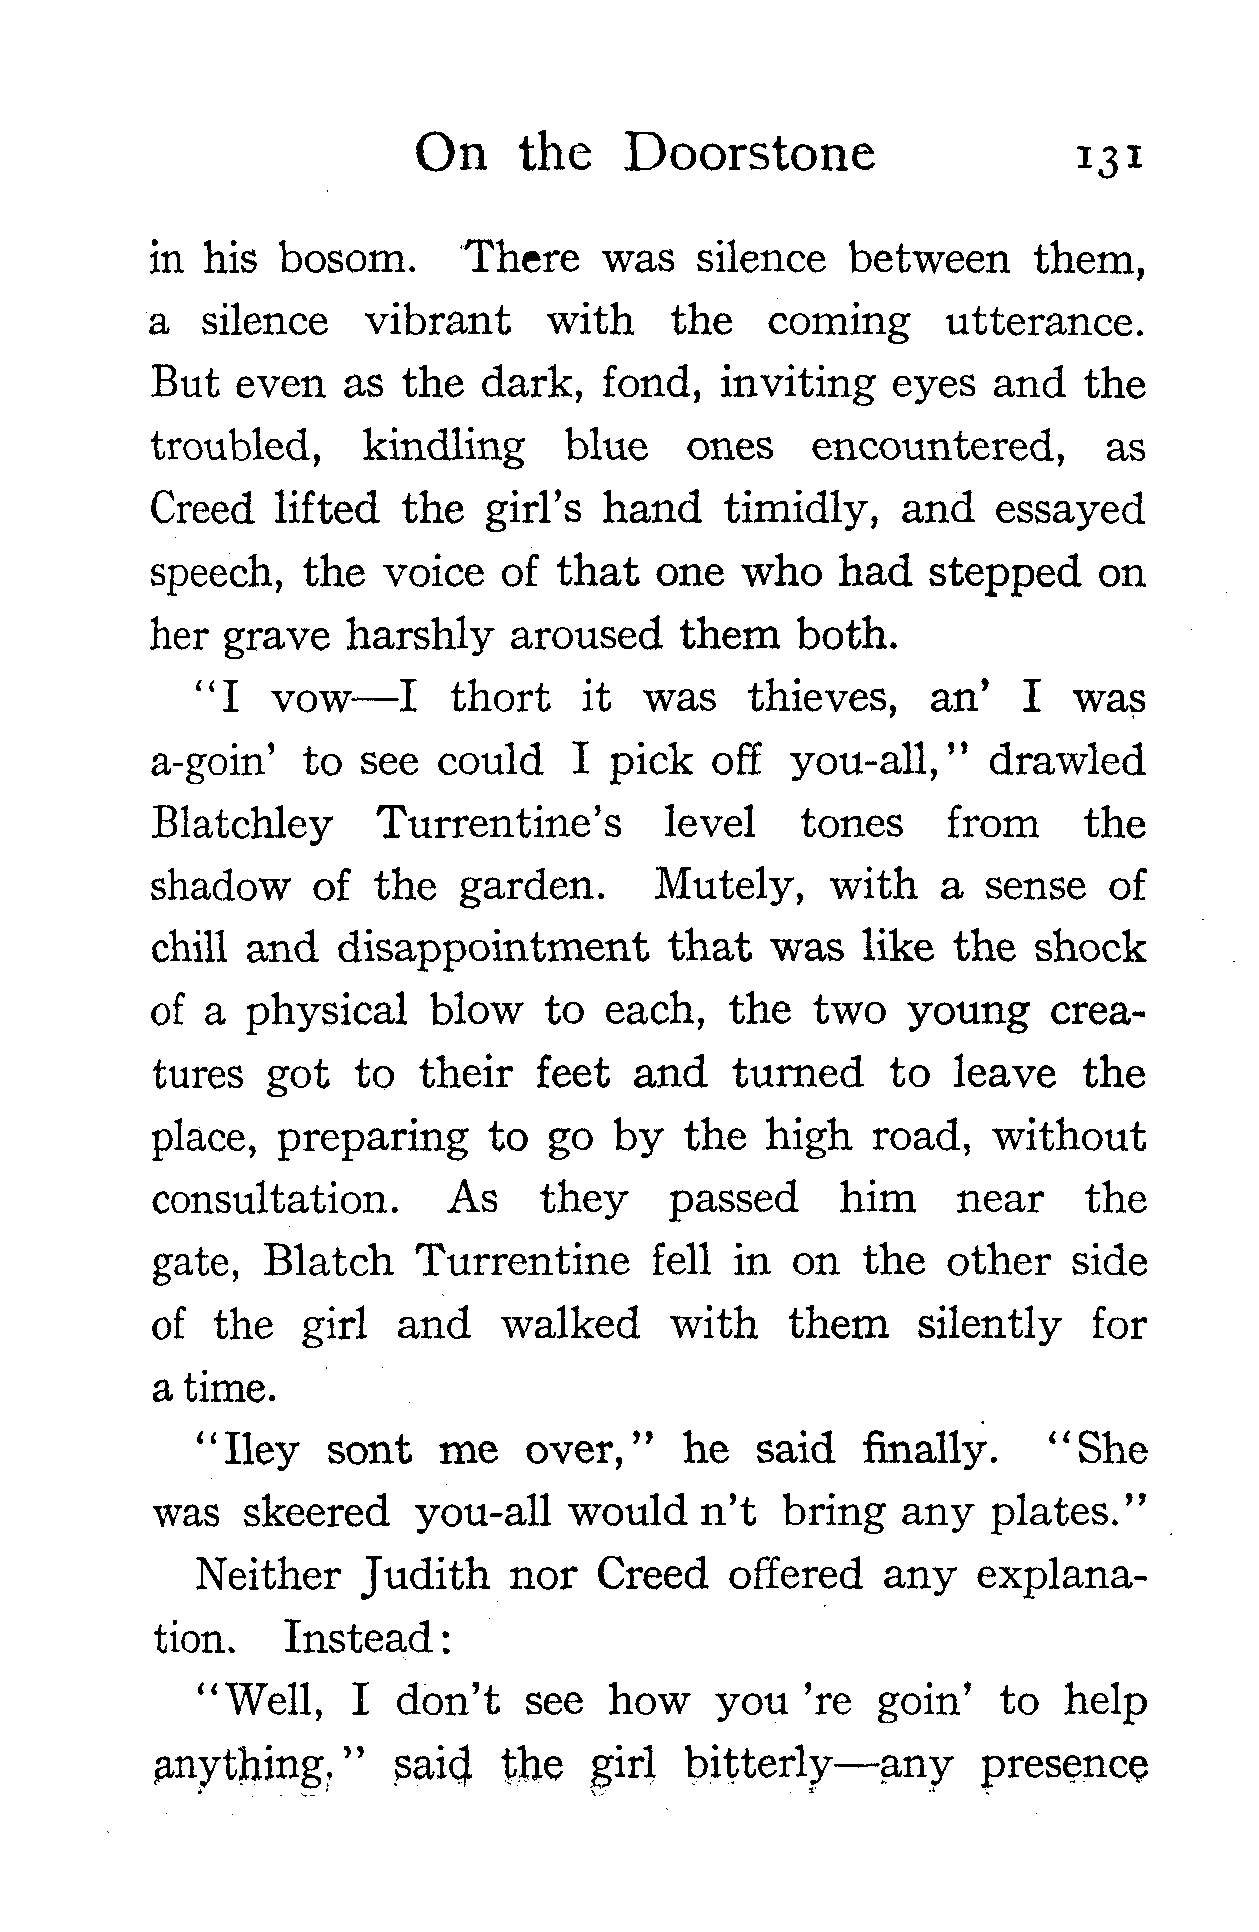 On the Doorstone 131
in his bosom. There was silence between them,
a silence vibrant with the coming utterance.
But even as the dark, fond, inviting eyes and the
troubled, kindling blue ones encountered, as
Creed lifted the girl's hand timidly, and essayed
speech, the voice of that one who had stepped on
her grave harshly aroused them both.
"I vow—I thort it was thieves, an' I was
a-goin' to see could I pick off you-all," drawled
Blatchley Turrentine's level tones from the
shadow of the garden. Mutely, with a sense of
chill and disappointment that was like the shock
of a physical blow to each, the two young crea-
tures got to their feet and turned to leave the
place, preparing to go by the high road, without
consultation. As they passed him near the
gate, Blatch Turrentine fell in on the other side
of the girl and walked with them silently for
a time.
"Iley sont me over," he said finally. "She
was skeered you-all would n't bring any plates."
Neither Judith nor Creed offered any explana-
tion. Instead:
"Well, I don't see how you 're goin' to help
anything," said the girl bitterly—any presence